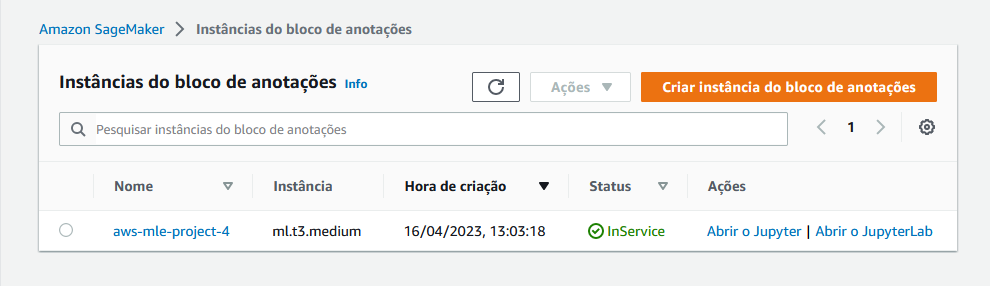 Amazon SageMaker > Instâncias do bloco de anotações
Instâncias do bloco de anotações Info Ações Criar instância do bloco de anotações
Pesquisar instâncias do bloco de anotações 1
Nome Instância Hora de criação Status Ações
aws-mle-project-4 ml.t3.medium 16/04/2023, 13:03:18 InService Abrir o Jupyter | Abrir o JupyterLab